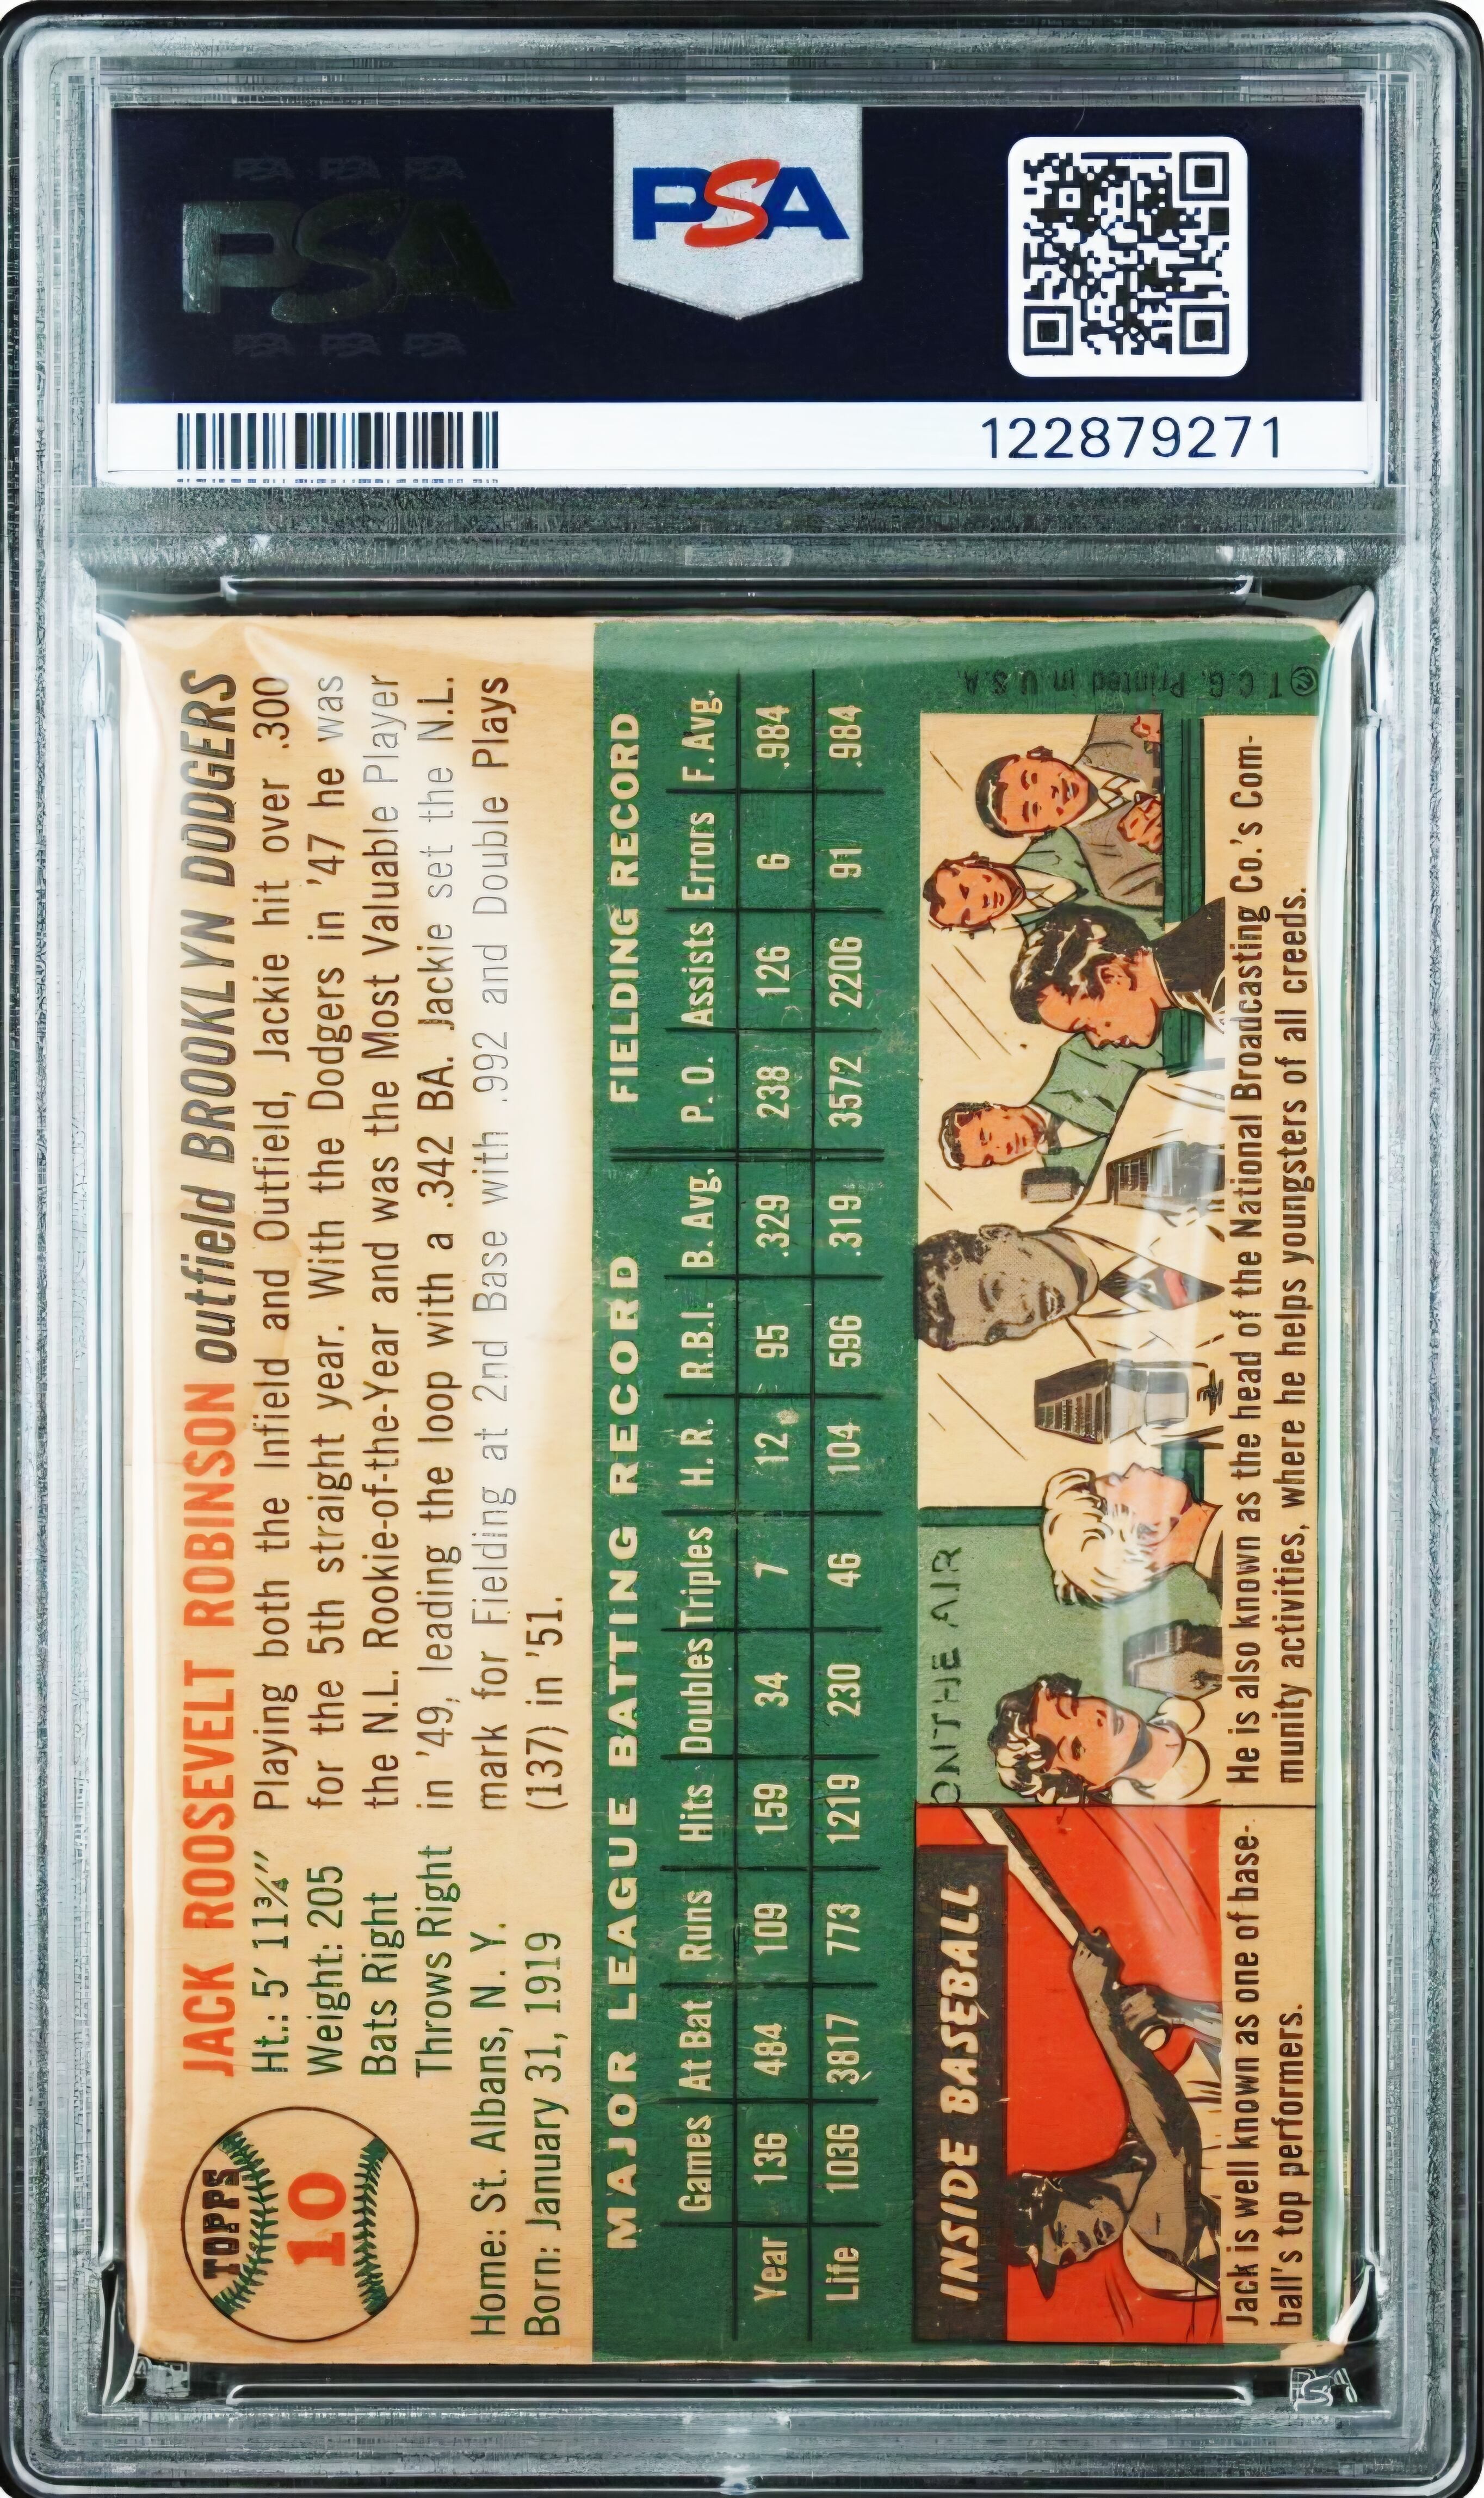 PSA PSA PSA
PSA
PSA PSA PSA
PSA
122879271
TOPPS
10
JACK ROOSEVELT ROBINSON outfield BROOKLYN DODGERS
Ht.: 5' 11¾"
Weight: 205
Bats Right
Throws Right
Home: St. Albans, N. Y.
Born: January 31, 1919
Playing both the Infield and Outfield, Jackie hit over .300
for the 5th straight year. With the Dodgers in '47 he was
the N.L. Rookie-of-the-Year and was the Most Valuable Player
in '49, leading the loop with a .342 BA. Jackie set the N.L.
mark for Fielding at 2nd Base with .992 and Double Plays
(137) in '51.
MAJOR LEAGUE BATTING RECORD FIELDING RECORD
Games At Bat Runs Hits Doubles Triples H. R. R.B.I. B. Avg. P. O. Assists Errors F. Avg.
Year 136 484 109 159 34 7 12 95 .329 238 126 6 .984
Life 1036 3817 773 1219 230 46 104 596 .319 3572 2206 91 .984
INSIDE BASEBALL
ON THE AIR
Jack is well known as one of base-
ball's top performers.
He is also known as the head of the National Broadcasting Co.'s Com-
munity activities, where he helps youngsters of all creeds.
© T. C. G. Printed in U.S.A.
PSA